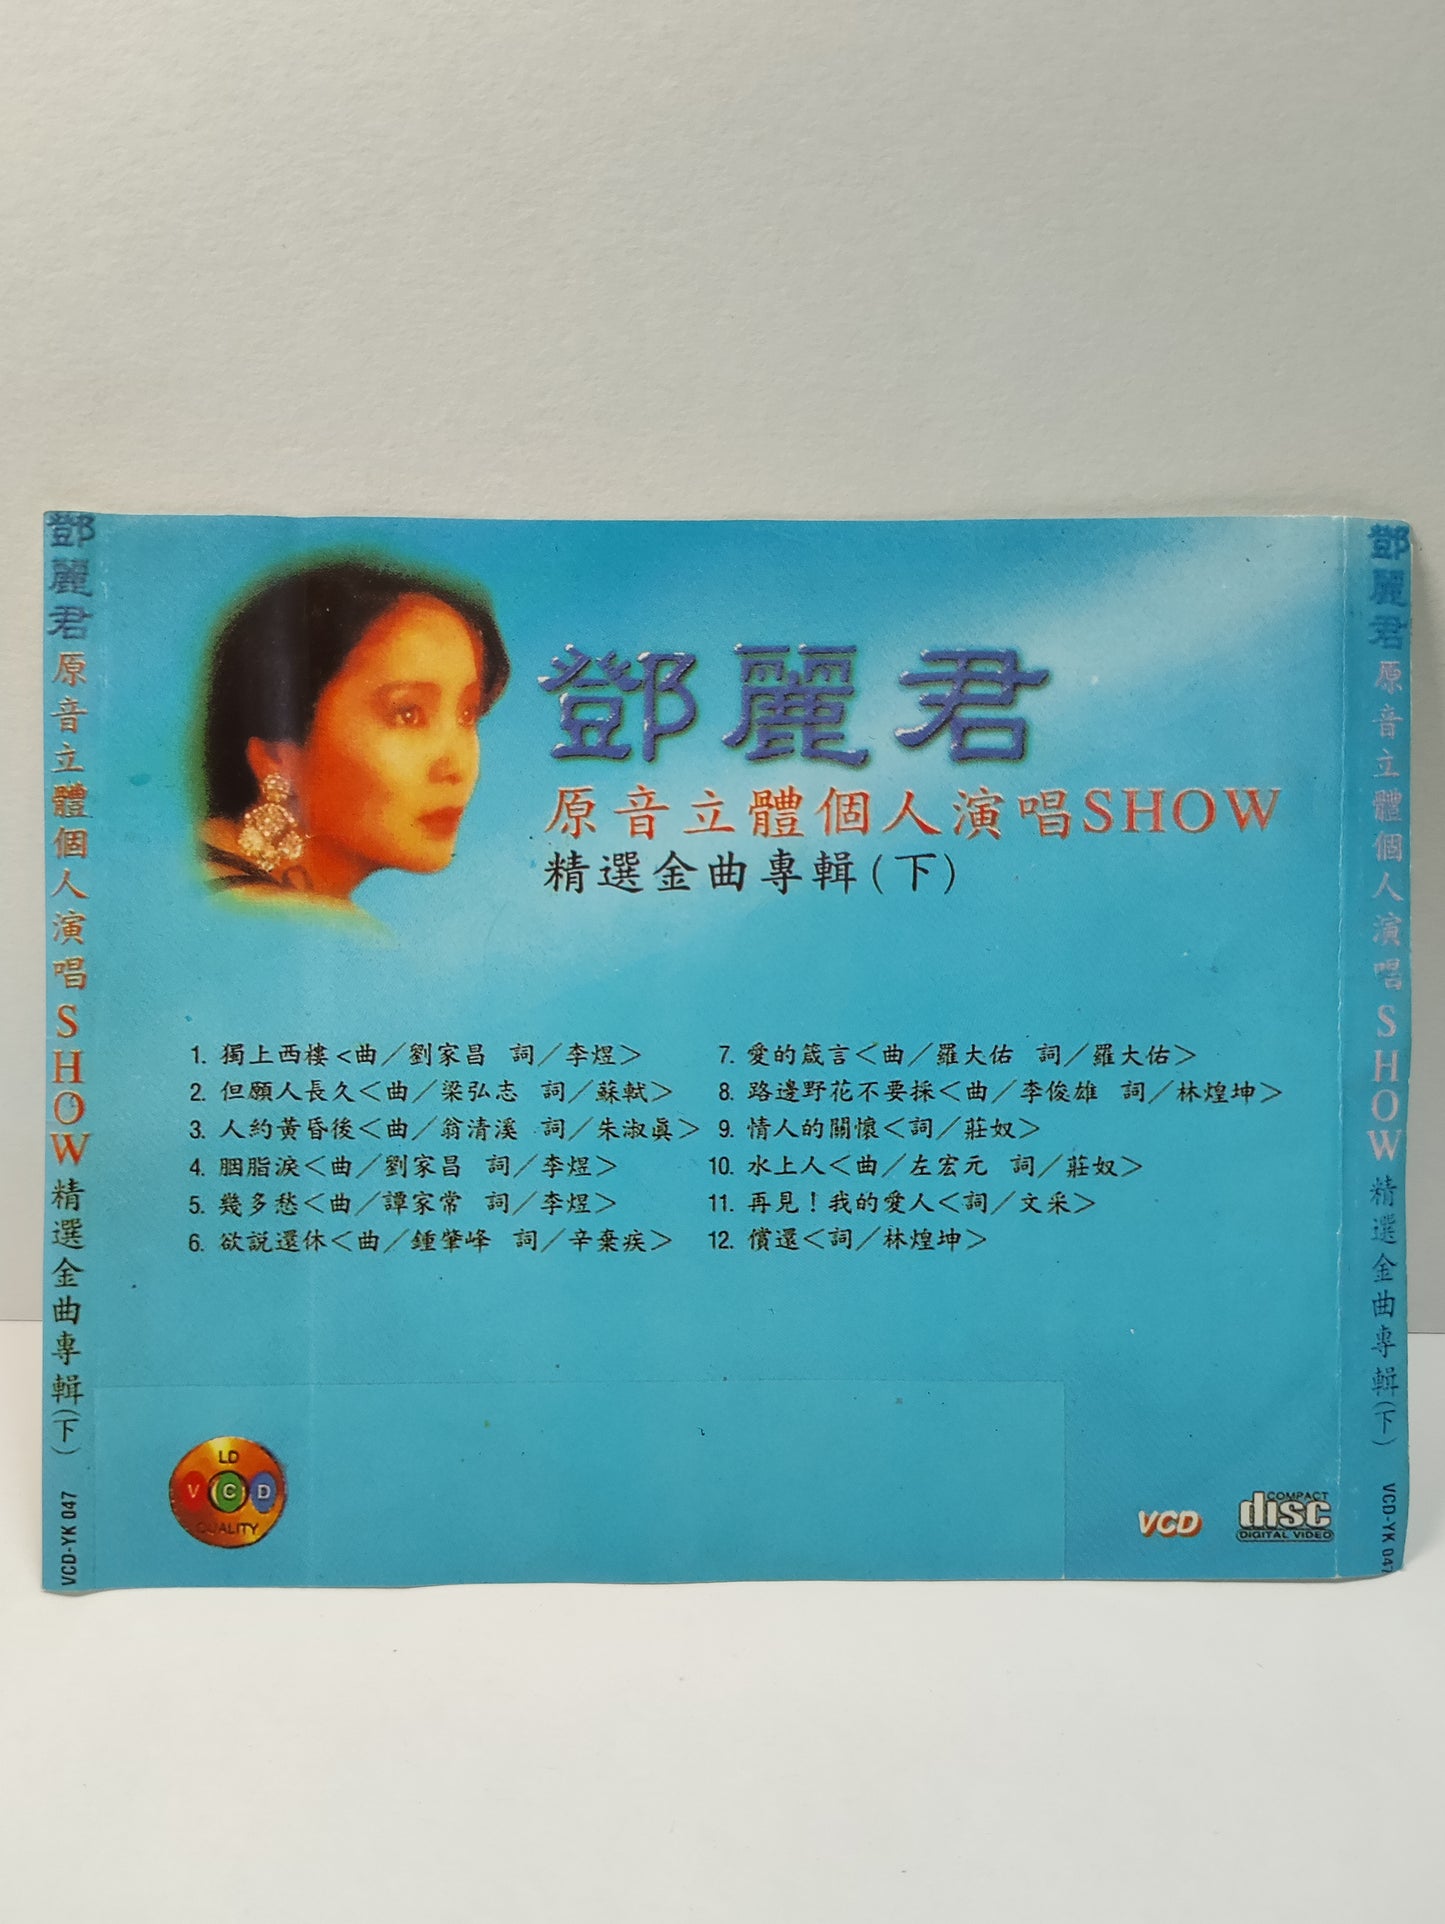 鄧麗君原音立體個人演唱SHOW精選金曲專輯(下) VCD-YK 047
鄧麗君
原音立體個人演唱SHOW
精選金曲專輯(下)
1. 獨上西樓<曲/劉家昌 詞/李煜>
2. 但願人長久<曲/梁弘志 詞/蘇軾>
3. 人約黃昏後<曲/翁清溪 詞/朱淑眞>
4. 胭脂淚<曲/劉家昌 詞/李煜>
5. 幾多愁<曲/譚家常 詞/李煜>
6. 欲説還休<曲/鍾肇峰 詞/辛棄疾>
7. 愛的箴言<曲/羅大佑 詞/羅大佑>
8. 路邊野花不要採<曲/李俊雄 詞/林煌坤>
9. 情人的關懷<詞/莊奴>
10. 水上人<曲/左宏元 詞/莊奴>
11. 再見!我的愛人<詞/文采>
12. 償還<詞/林煌坤>
LD
VCD
QUALITY
VCD
COMPACT
disc
DIGITAL VIDEO
鄧麗君原音立體個人演唱SHOW精選金曲專輯(下) VCD-YK 047